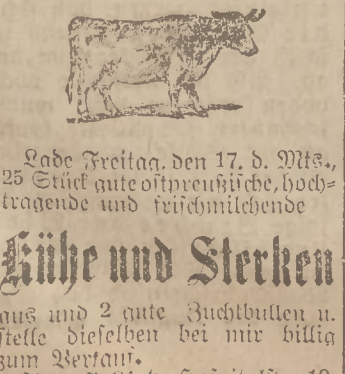 Lade Freitag, den 17. d. Mts.,
25 Stück gute ostpreußische, hoch-
tragende und frischmilchende
Kühe und Sterken
aus und 2 gute Zuchtbullen u.
stelle dieselben bei mir billig
zum Verkauf.